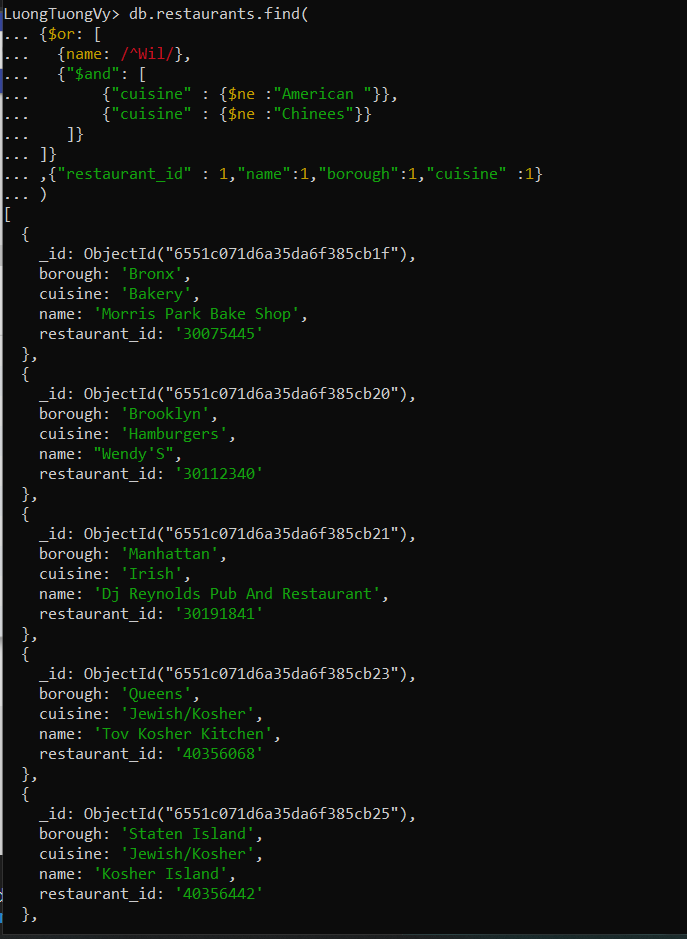 LuongTuongVy> db.restaurants.find(
... {$or: [
...   {name: /^Wil/},
...   {"$and": [
...        {"cuisine" : {$ne :"American "}},
...        {"cuisine" : {$ne :"Chinees"}}
...    ]}
... ]}
... ,{"restaurant_id" : 1,"name":1,"borough":1,"cuisine" :1}
... )
[
  {
    _id: ObjectId("6551c071d6a35da6f385cb1f"),
    borough: 'Bronx',
    cuisine: 'Bakery',
    name: 'Morris Park Bake Shop',
    restaurant_id: '30075445'
  },
  {
    _id: ObjectId("6551c071d6a35da6f385cb20"),
    borough: 'Brooklyn',
    cuisine: 'Hamburgers',
    name: "Wendy'S",
    restaurant_id: '30112340'
  },
  {
    _id: ObjectId("6551c071d6a35da6f385cb21"),
    borough: 'Manhattan',
    cuisine: 'Irish',
    name: 'Dj Reynolds Pub And Restaurant',
    restaurant_id: '30191841'
  },
  {
    _id: ObjectId("6551c071d6a35da6f385cb23"),
    borough: 'Queens',
    cuisine: 'Jewish/Kosher',
    name: 'Tov Kosher Kitchen',
    restaurant_id: '40356068'
  },
  {
    _id: ObjectId("6551c071d6a35da6f385cb25"),
    borough: 'Staten Island',
    cuisine: 'Jewish/Kosher',
    name: 'Kosher Island',
    restaurant_id: '40356442'
  },